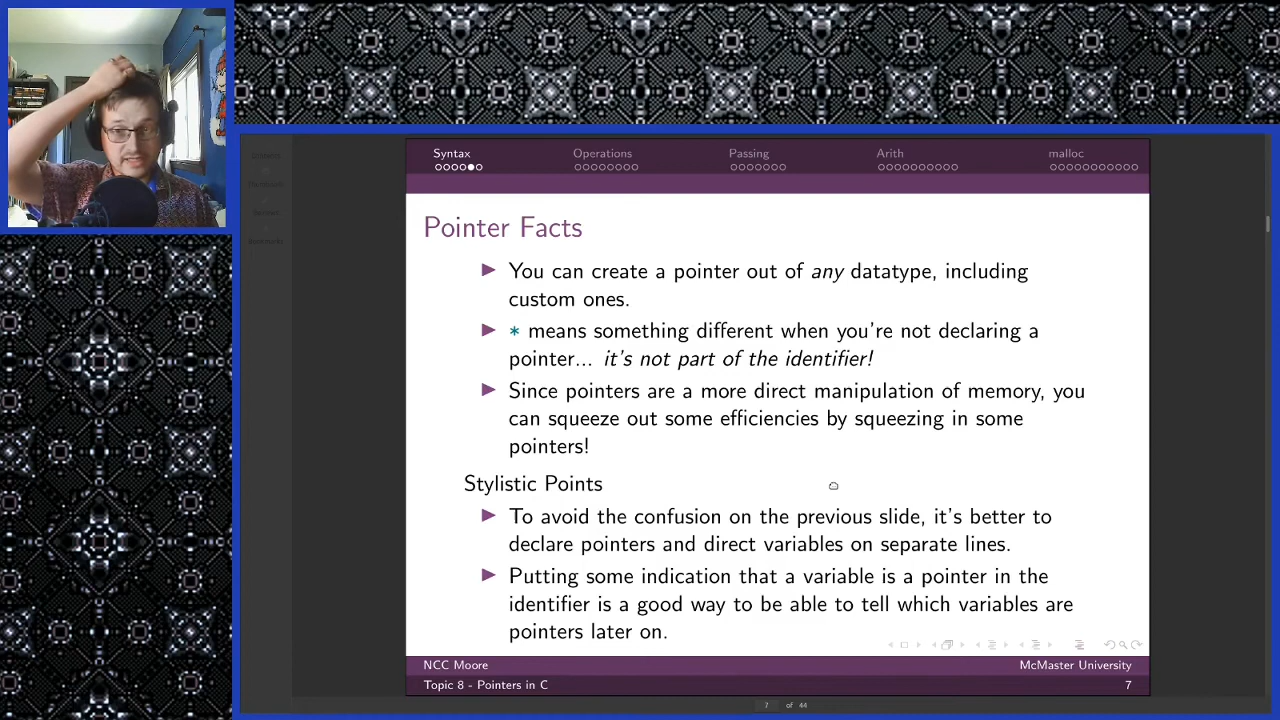 Syntax
Operations
Passing
Arith
malloc
Pointer Facts
You can create a pointer out of any datatype, including
custom ones.
* means something different when you're not declaring a
pointer... it's not part of the identifier!
Since pointers are a more direct manipulation of memory, you
can squeeze out some efficiencies by squeezing in some
pointers!
Stylistic Points
To avoid the confusion on the previous slide, it's better to
declare pointers and direct variables on separate lines.
Putting some indication that a variable is a pointer in the
identifier is a good way to be able to tell which variables are
pointers later on.
NCC Moore
McMaster University
Topic 8 - Pointers in C
7
7 of 44